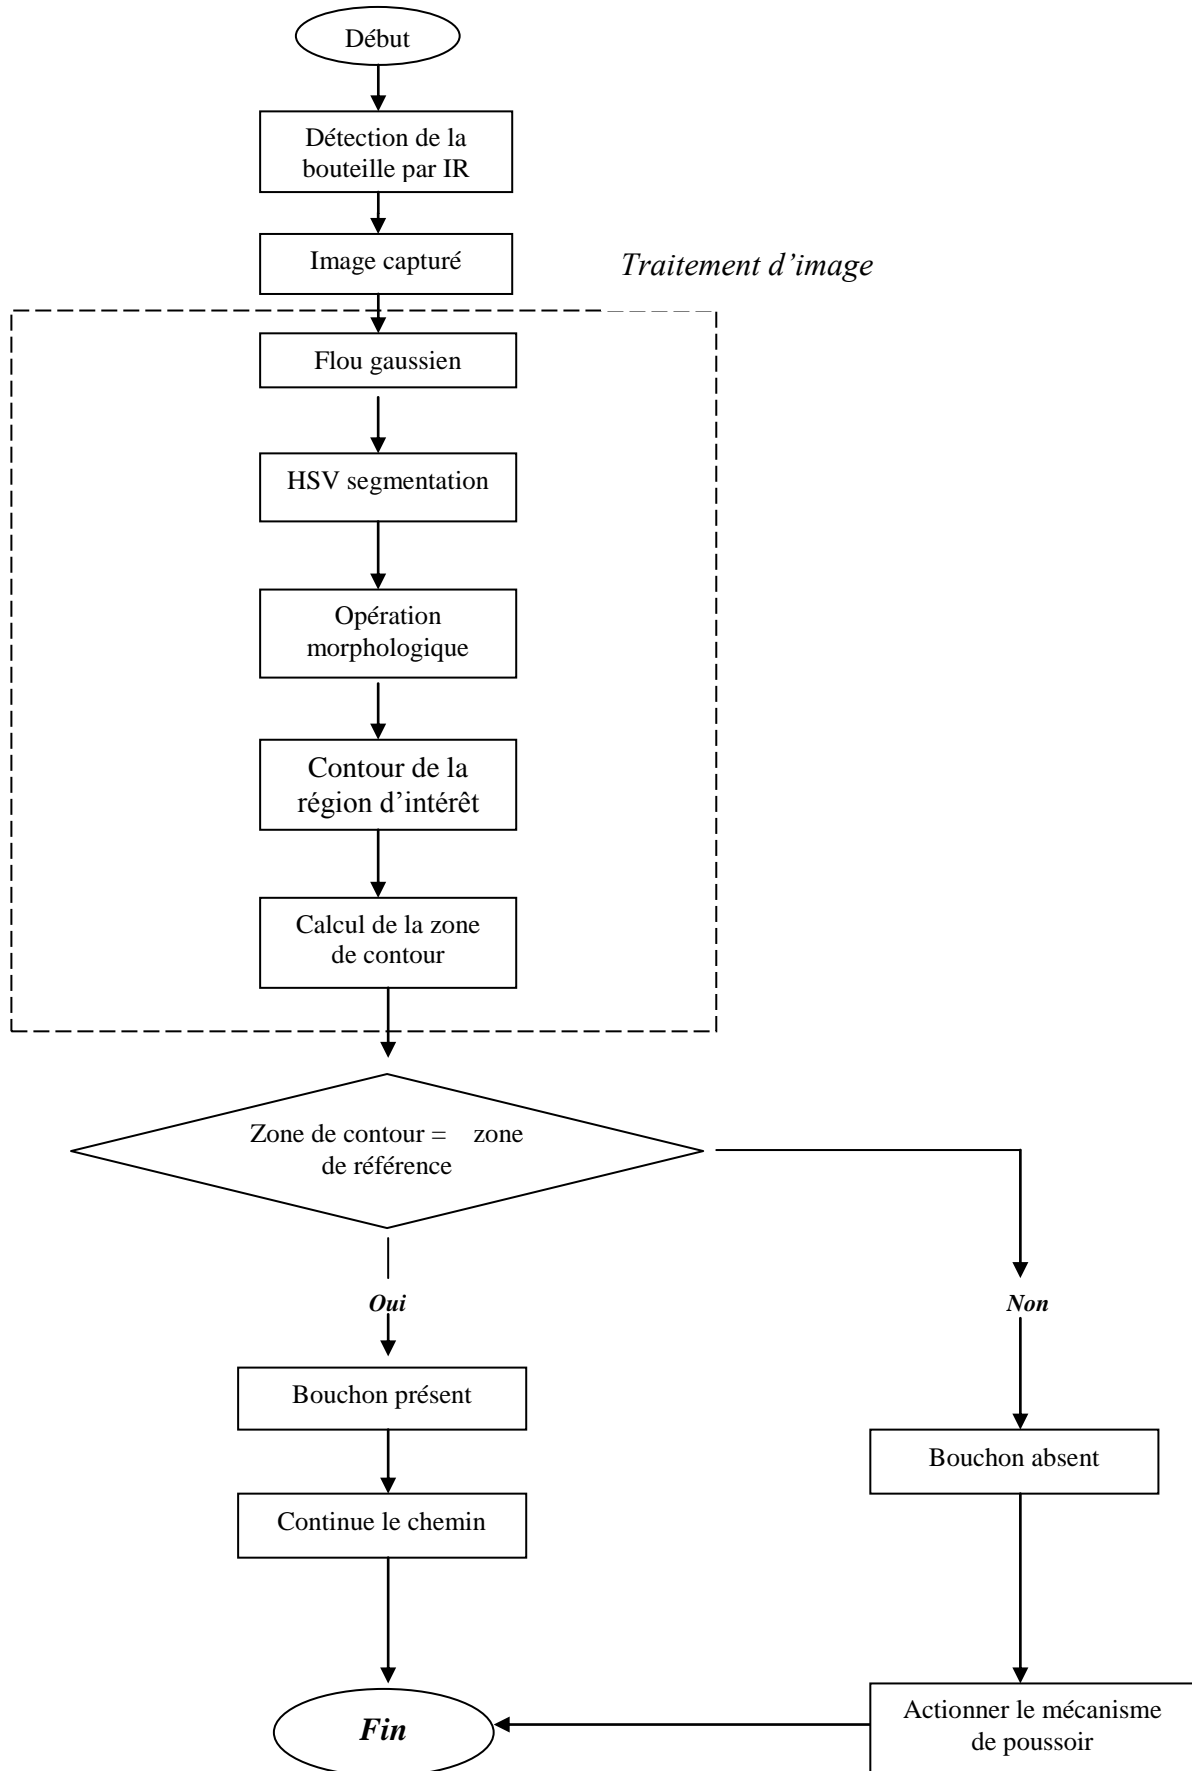 Début
Détection de la
bouteille par IR
Image capturé
Traitement d’image
Flou gaussien
HSV segmentation
Opération
morphologique
Contour de la
région d’intérêt
Calcul de la zone
de contour
Zone de contour = zone
de référence
Oui
Non
Bouchon présent
Bouchon absent
Continue le chemin
Actionner le mécanisme
de poussoir
Fin